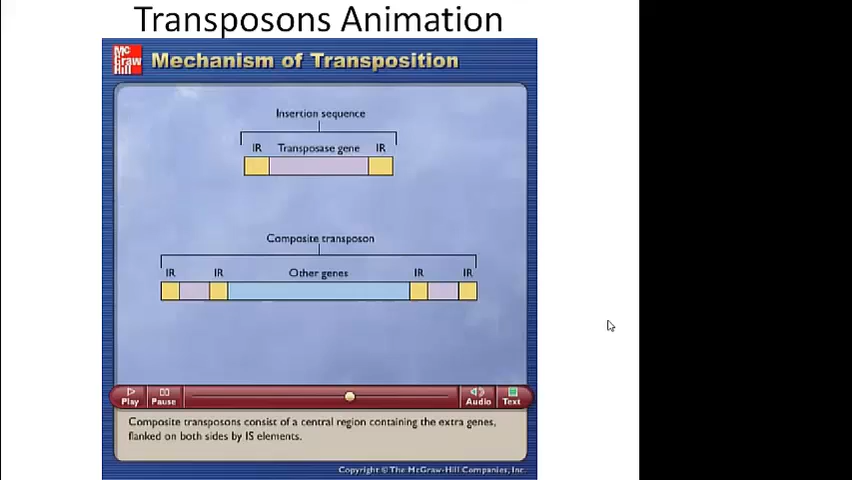 Transposons Animation
Mc
Graw
Hill
Mechanism of Transposition
Insertion sequence
IR Transposase gene IR
Composite transposon
IR IR Other genes IR IR
Play Pause Audio Text
Composite transposons consist of a central region containing the extra genes,
flanked on both sides by IS elements.
Copyright © The McGraw-Hill Companies, Inc.